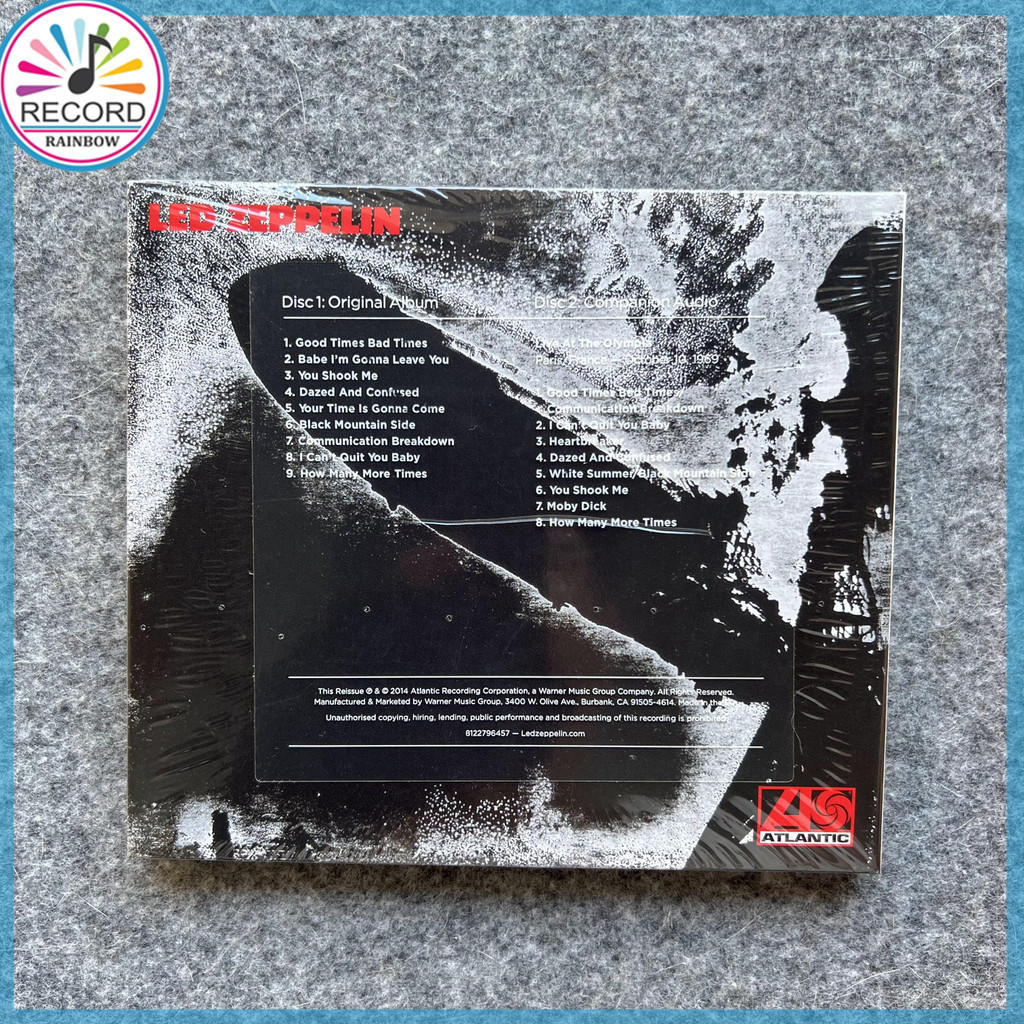 RECORD
RAINBOW
LED ZEPPELIN
Disc 1: Original Album
1. Good Times Bad Times
2. Babe I'm Gonna Leave You
3. You Shook Me
4. Dazed And Confused
5. Your Time Is Gonna Come
6. Black Mountain Side
7. Communication Breakdown
8. I Can't Quit You Baby
9. How Many More Times
Disc 2: Companion Audio
Live At The Olympia
Paris, France – October 10, 1969
1. Good Times Bad Times/
Communication Breakdown
2. I Can't Quit You Baby
3. Heartbreaker
4. Dazed And Confused
5. White Summer/Black Mountain Side
6. You Shook Me
7. Moby Dick
8. How Many More Times
This Reissue ℗ & © 2014 Atlantic Recording Corporation, a Warner Music Group Company. All Rights Reserved.
Manufactured & Marketed by Warner Music Group, 3400 W. Olive Ave., Burbank, CA 91505-4614. Made in the
Unauthorised copying, hiring, lending, public performance and broadcasting of this recording is prohibited.
8122796457 — Ledzeppelin.com
ATLANTIC